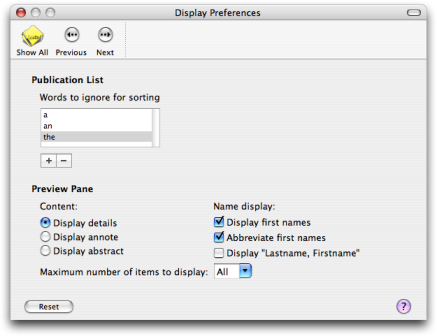 Display Preferences
Show All Previous Next
Publication List
Words to ignore for sorting
a
an
the
+ −
Preview Pane
Content: Name display:
Display details Display first names
Display annote Abbreviate first names
Display abstract Display "Lastname, Firstname"
Maximum number of items to display: All
Reset ?